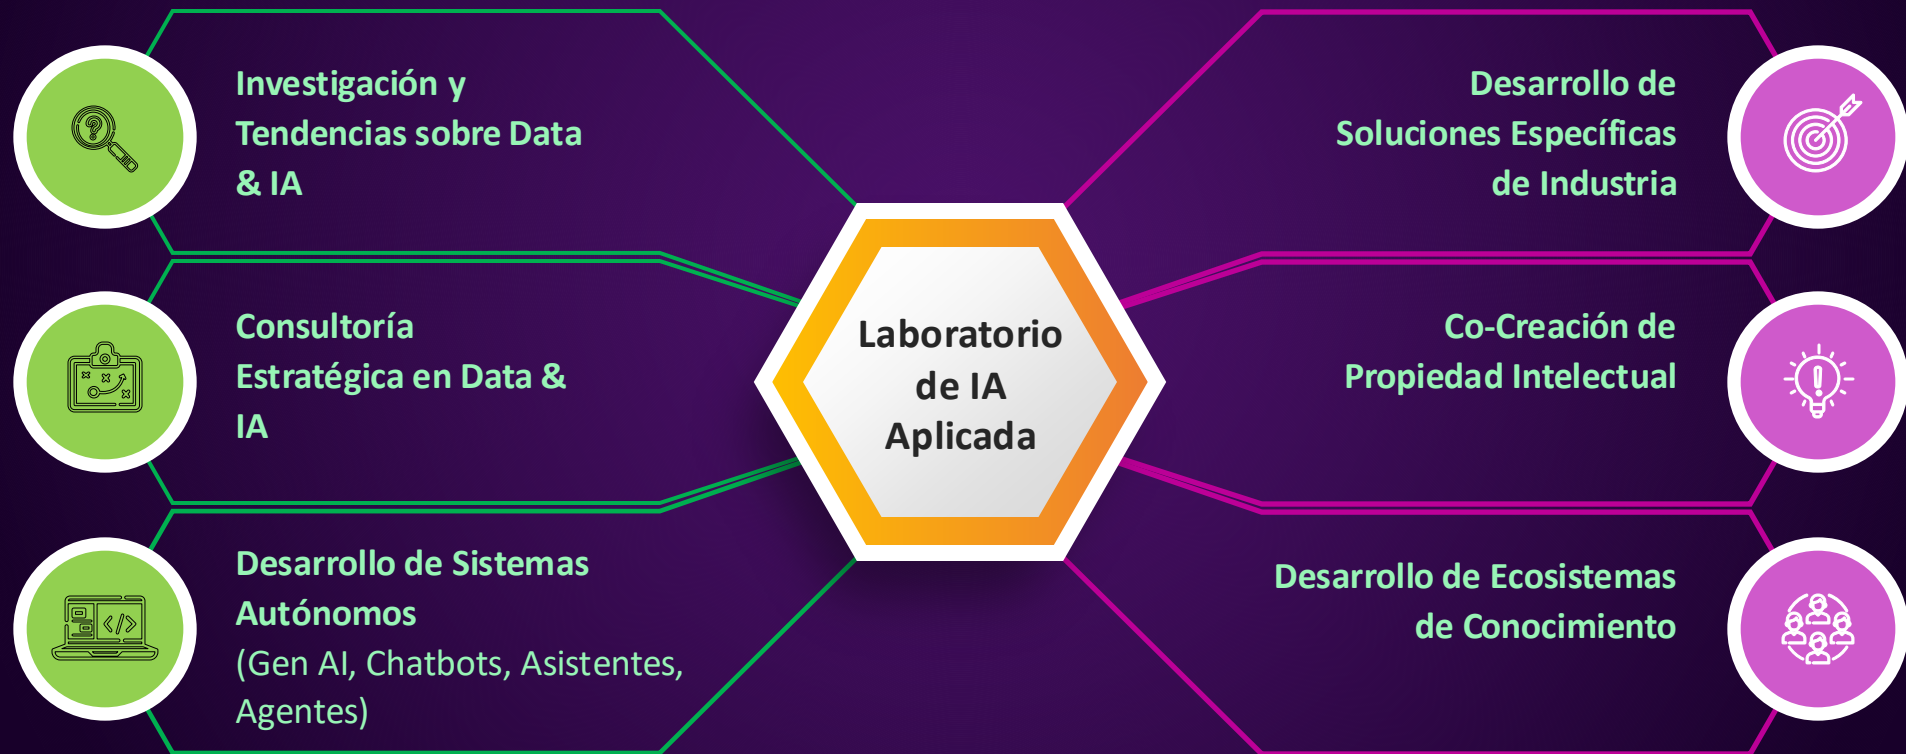 Investigación y
Tendencias sobre Data
& IA
Consultoría
Estratégica en Data &
IA
Desarrollo de Sistemas
Autónomos
(Gen AI, Chatbots, Asistentes,
Agentes)
Laboratorio
de IA
Aplicada
Desarrollo de
Soluciones Específicas
de Industria
Co-Creación de
Propiedad Intelectual
Desarrollo de Ecosistemas
de Conocimiento